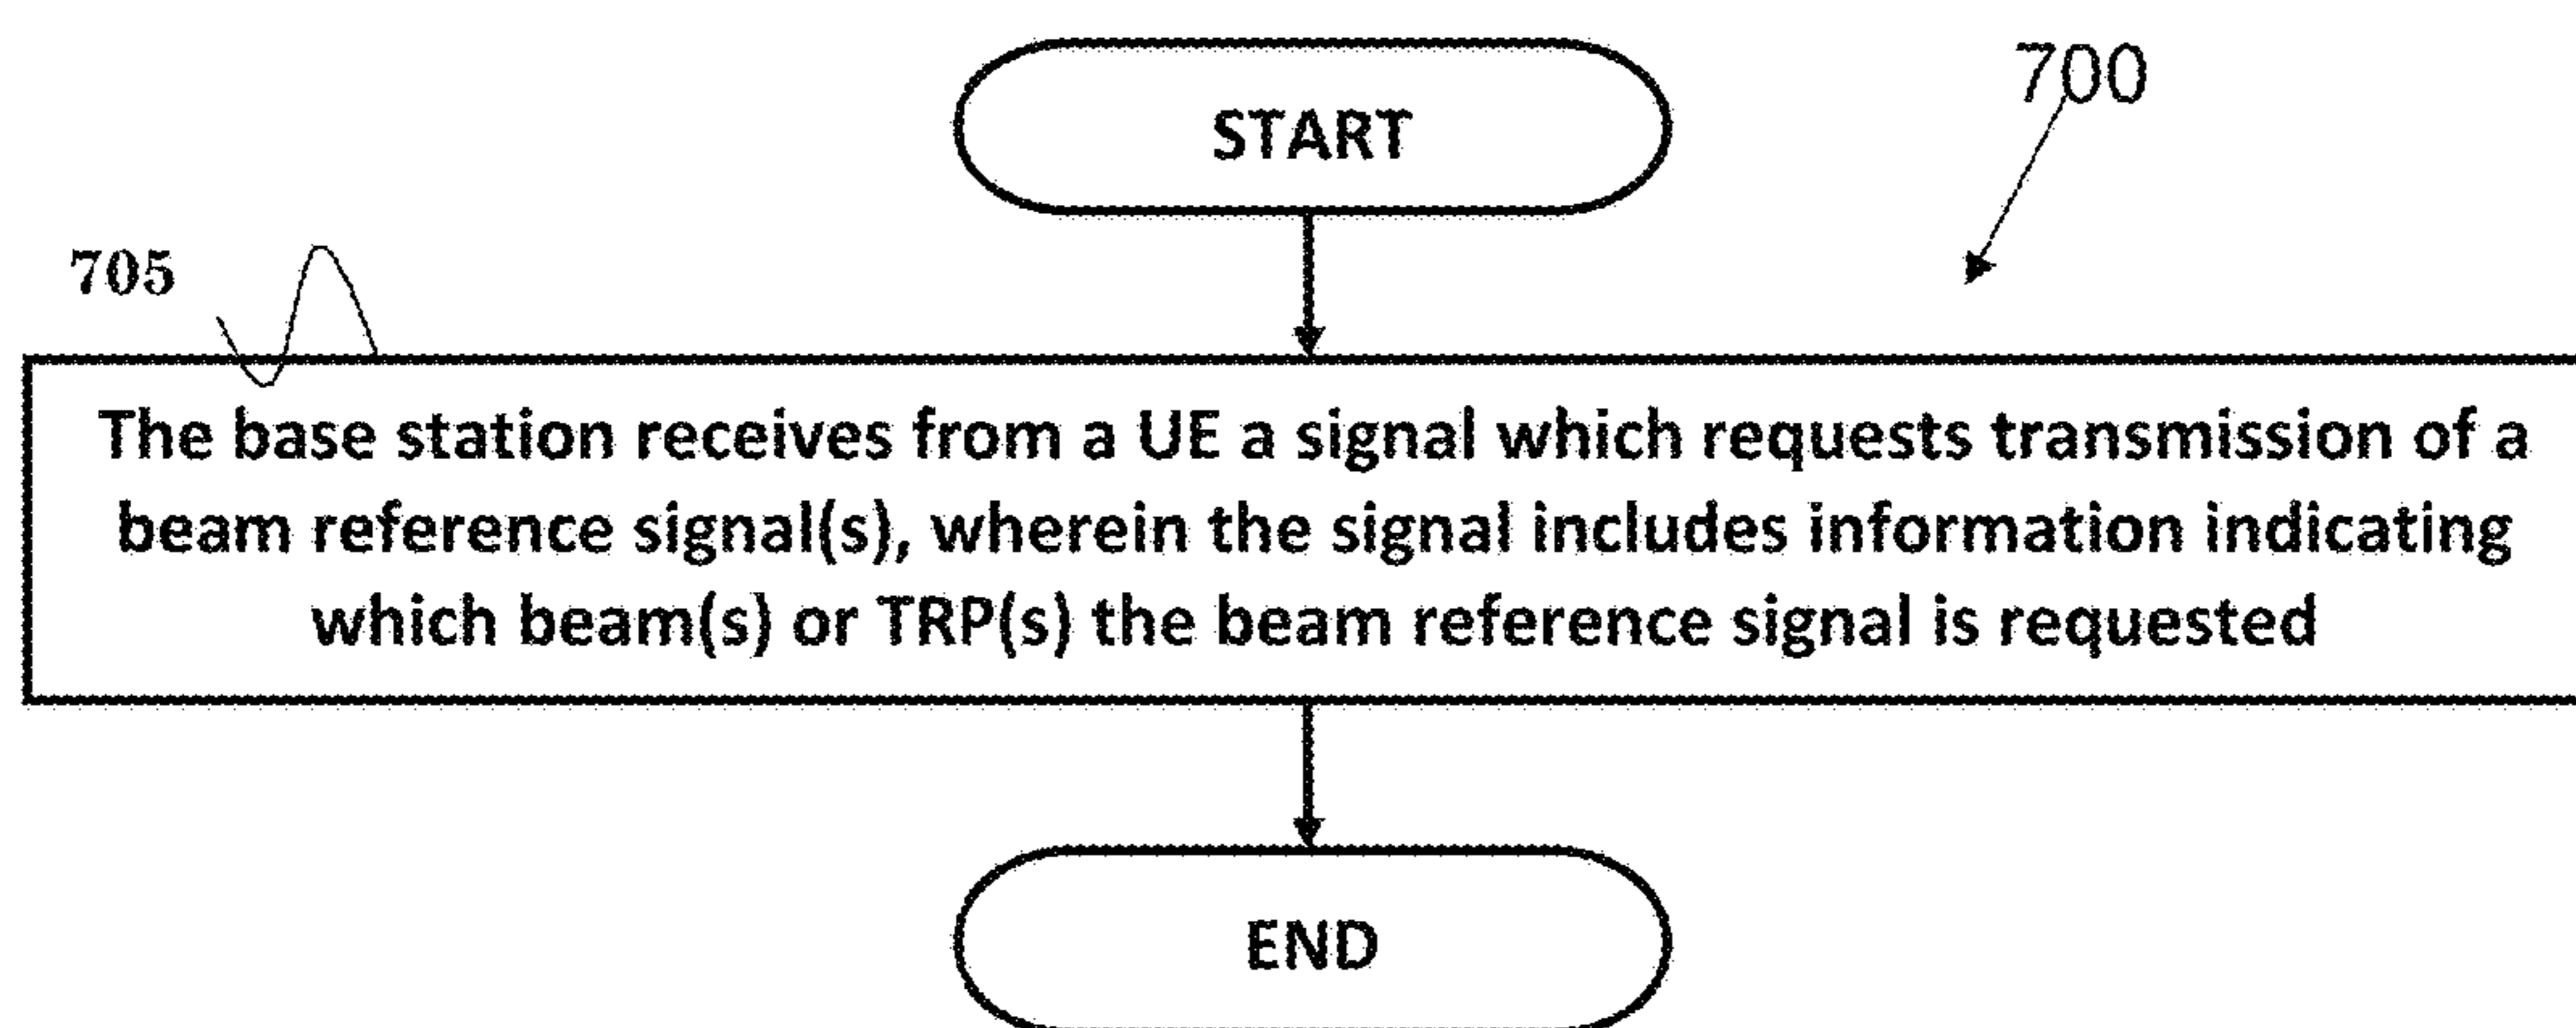 700
START
705
The base station receives from a UE a signal which requests transmission of a
beam reference signal(s), wherein the signal includes information indicating
which beam(s) or TRP(s) the beam reference signal is requested
END